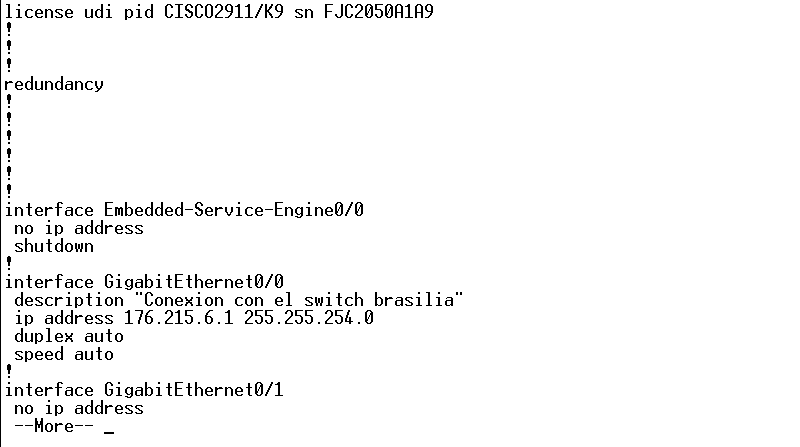 license udi pid CISCO2911/K9 sn FJC2050A1A9
!
!
!
redundancy
!
!
!
!
!
!
interface Embedded-Service-Engine0/0
 no ip address
 shutdown
!
interface GigabitEthernet0/0
 description "Conexion con el switch brasilia"
 ip address 176.215.6.1 255.255.254.0
 duplex auto
 speed auto
!
interface GigabitEthernet0/1
 no ip address
 --More-- _